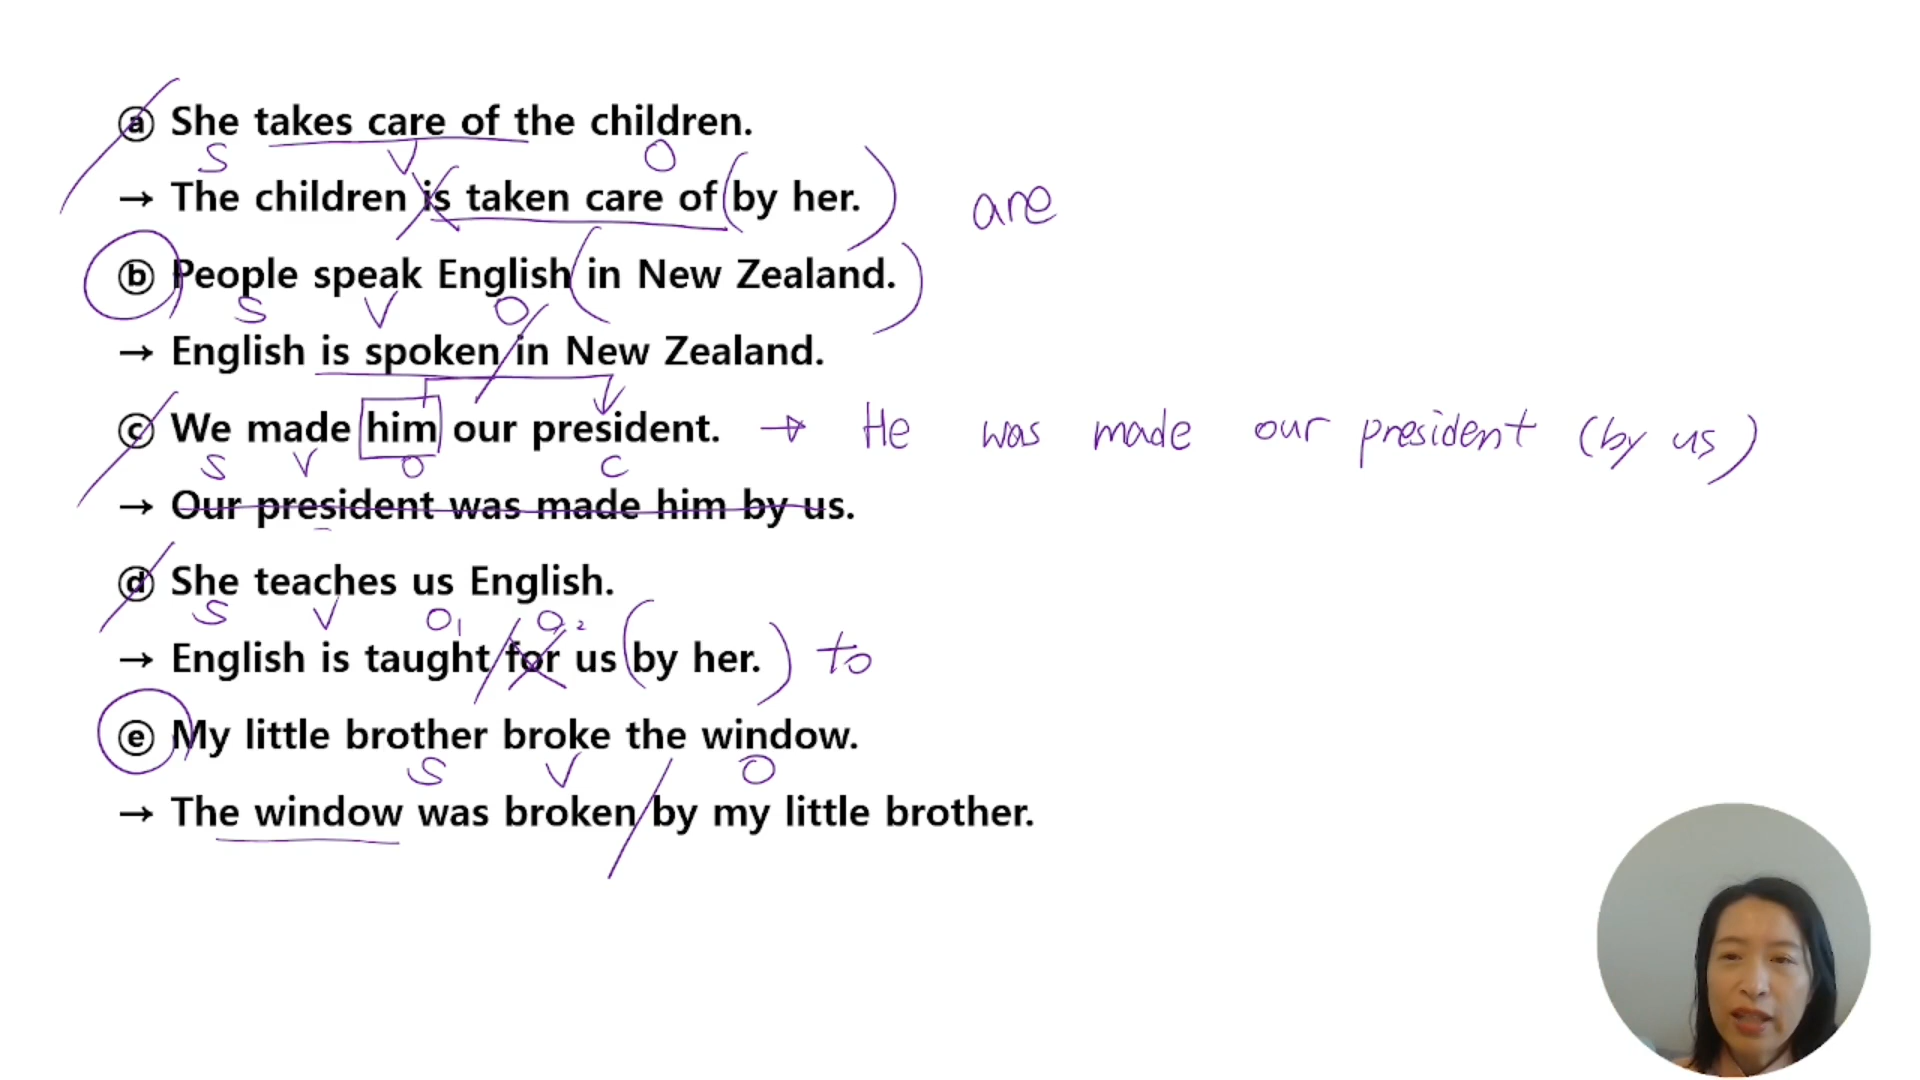 ⓐ She takes care of the children.
S V O
→ The children is taken care of (by her.) are
ⓑ People speak English (in New Zealand.)
S V O
→ English is spoken in New Zealand.
ⓒ We made him our president. → He was made our president (by us)
S V O C
→ Our president was made him by us.
ⓓ She teaches us English.
S V O₁ O₂
→ English is taught for us (by her.) to
ⓔ My little brother broke the window.
S V O
→ The window was broken by my little brother.